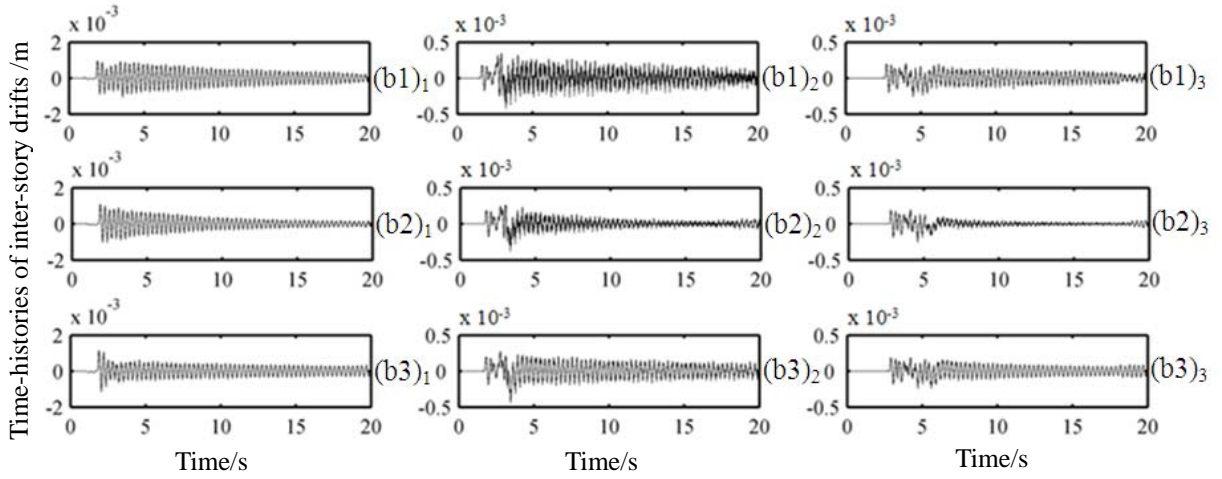 Time-histories of inter-story drifts /m
x 10-3 x 10-3 x 10-3
2 0.5 0.5
0 (b1)1 0 (b1)2 0 (b1)3
-2 -0.5 -0.5
0 5 10 15 20 0 5 10 15 20 0 5 10 15 20
x 10-3 x 10-3 x 10-3
2 0.5 0.5
0 (b2)1 0 (b2)2 0 (b2)3
-2 -0.5 -0.5
0 5 10 15 20 0 5 10 15 20 0 5 10 15 20
x 10-3 x 10-3 x 10-3
2 0.5 0.5
0 (b3)1 0 (b3)2 0 (b3)3
-2 -0.5 -0.5
0 5 10 15 20 0 5 10 15 20 0 5 10 15 20
Time/s Time/s Time/s